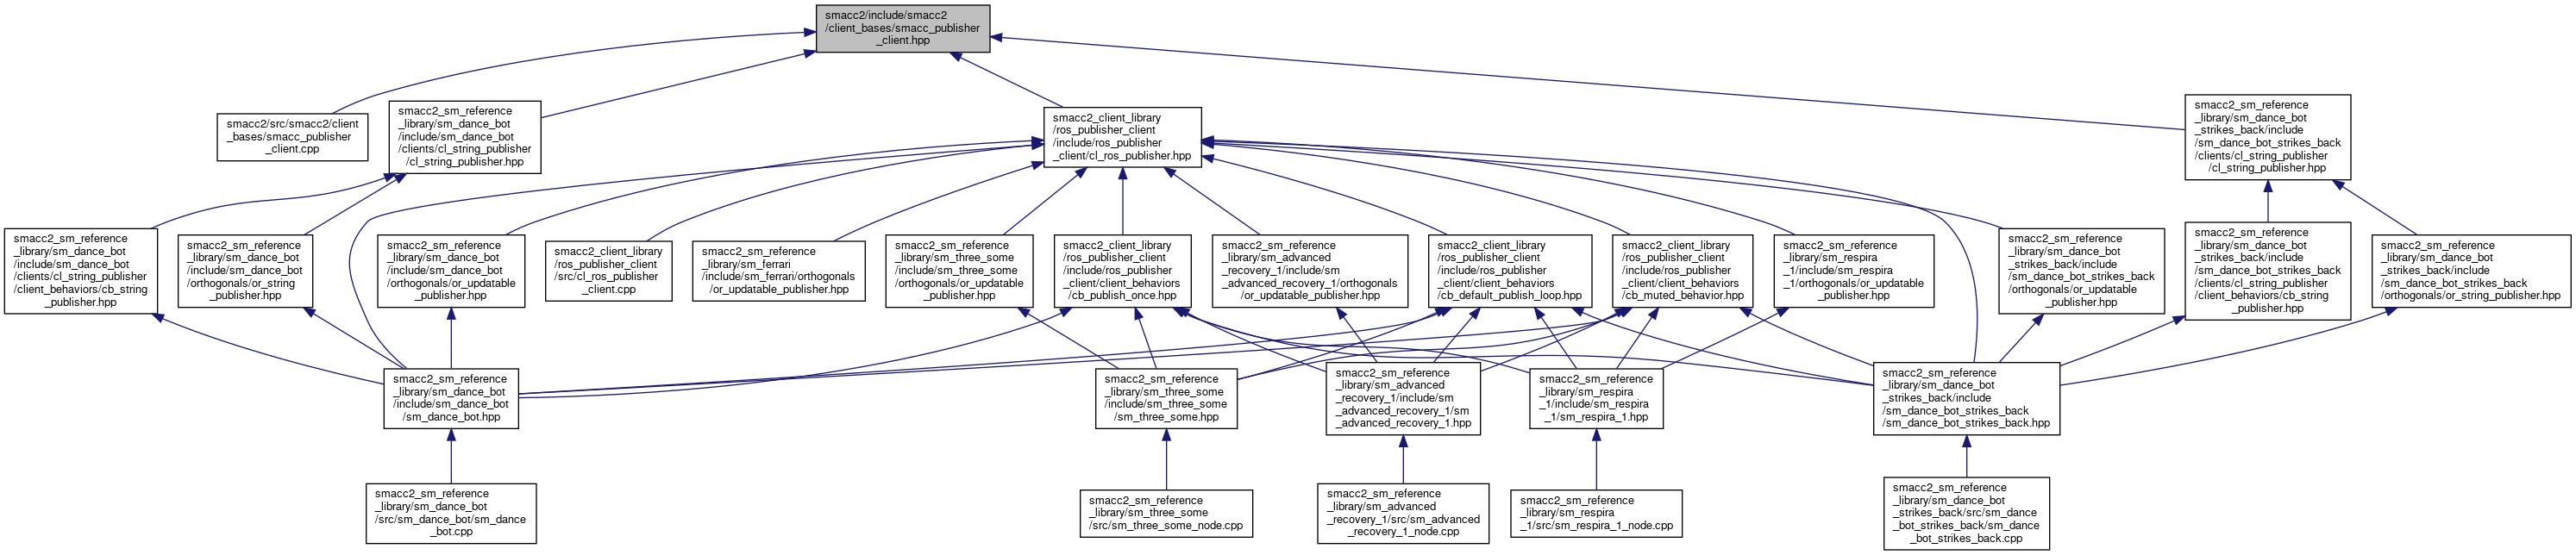 smacc2/include/smacc2
/client_bases/smacc_publisher
_client.hpp
smacc2/src/smacc2/client
_bases/smacc_publisher
_client.cpp
smacc2_sm_reference
_library/sm_dance_bot
/include/sm_dance_bot
/clients/cl_string_publisher
/cl_string_publisher.hpp
smacc2_client_library
/ros_publisher_client
/include/ros_publisher
_client/cl_ros_publisher.hpp
smacc2_sm_reference
_library/sm_dance_bot
_strikes_back/include
/sm_dance_bot_strikes_back
/clients/cl_string_publisher
/cl_string_publisher.hpp
smacc2_sm_reference
_library/sm_dance_bot
/include/sm_dance_bot
/clients/cl_string_publisher
/client_behaviors/cb_string
_publisher.hpp
smacc2_sm_reference
_library/sm_dance_bot
/include/sm_dance_bot
/orthogonals/or_string
_publisher.hpp
smacc2_sm_reference
_library/sm_dance_bot
/include/sm_dance_bot
/orthogonals/or_updatable
_publisher.hpp
smacc2_client_library
/ros_publisher_client
/src/cl_ros_publisher
_client.cpp
smacc2_sm_reference
_library/sm_ferrari
/include/sm_ferrari/orthogonals
/or_updatable_publisher.hpp
smacc2_sm_reference
_library/sm_three_some
/include/sm_three_some
/orthogonals/or_updatable
_publisher.hpp
smacc2_client_library
/ros_publisher_client
/include/ros_publisher
_client/client_behaviors
/cb_publish_once.hpp
smacc2_sm_reference
_library/sm_advanced
_recovery_1/include/sm
_advanced_recovery_1/orthogonals
/or_updatable_publisher.hpp
smacc2_client_library
/ros_publisher_client
/include/ros_publisher
_client/client_behaviors
/cb_default_publish_loop.hpp
smacc2_client_library
/ros_publisher_client
/include/ros_publisher
_client/client_behaviors
/cb_muted_behavior.hpp
smacc2_sm_reference
_library/sm_respira
_1/include/sm_respira
_1/orthogonals/or_updatable
_publisher.hpp
smacc2_sm_reference
_library/sm_dance_bot
_strikes_back/include
/sm_dance_bot_strikes_back
/orthogonals/or_updatable
_publisher.hpp
smacc2_sm_reference
_library/sm_dance_bot
_strikes_back/include
/sm_dance_bot_strikes_back
/clients/cl_string_publisher
/client_behaviors/cb_string
_publisher.hpp
smacc2_sm_reference
_library/sm_dance_bot
_strikes_back/include
/sm_dance_bot_strikes_back
/orthogonals/or_string_publisher.hpp
smacc2_sm_reference
_library/sm_dance_bot
/include/sm_dance_bot
/sm_dance_bot.hpp
smacc2_sm_reference
_library/sm_three_some
/include/sm_three_some
/sm_three_some.hpp
smacc2_sm_reference
_library/sm_advanced
_recovery_1/include/sm
_advanced_recovery_1/sm
_advanced_recovery_1.hpp
smacc2_sm_reference
_library/sm_respira
_1/include/sm_respira
_1/sm_respira_1.hpp
smacc2_sm_reference
_library/sm_dance_bot
_strikes_back/include
/sm_dance_bot_strikes_back
/sm_dance_bot_strikes_back.hpp
smacc2_sm_reference
_library/sm_dance_bot
/src/sm_dance_bot/sm_dance
_bot.cpp
smacc2_sm_reference
_library/sm_three_some
/src/sm_three_some_node.cpp
smacc2_sm_reference
_library/sm_advanced
_recovery_1/src/sm_advanced
_recovery_1_node.cpp
smacc2_sm_reference
_library/sm_respira
_1/src/sm_respira_1_node.cpp
smacc2_sm_reference
_library/sm_dance_bot
_strikes_back/src/sm_dance
_bot_strikes_back/sm_dance
_bot_strikes_back.cpp